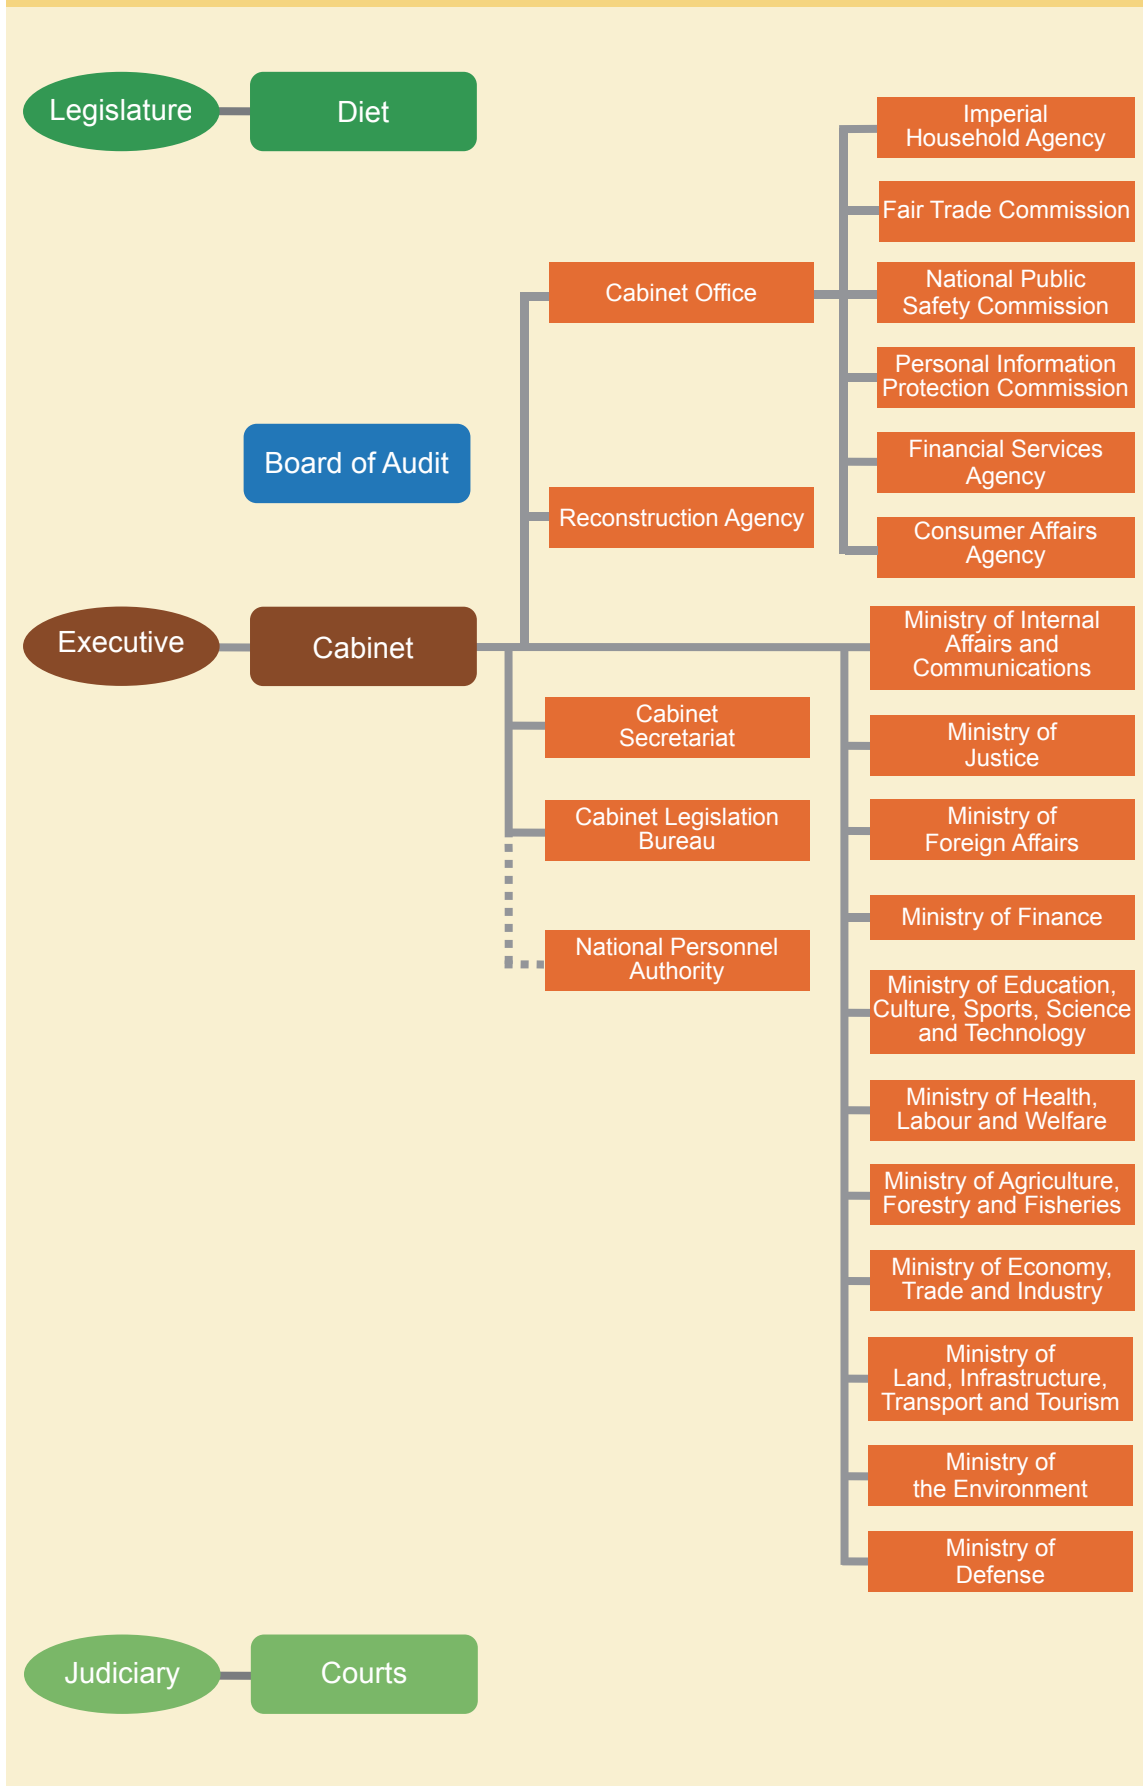 Legislature
Diet
Imperial
Household Agency
Fair Trade Commission
Cabinet Office
National Public
Safety Commission
Personal Information
Protection Commission
Board of Audit
Financial Services
Agency
Reconstruction Agency
Consumer Affairs
Agency
Executive
Cabinet
Ministry of Internal
Affairs and
Communications
Cabinet
Secretariat
Ministry of
Justice
Cabinet Legislation
Bureau
Ministry of
Foreign Affairs
Ministry of Finance
National Personnel
Authority
Ministry of Education,
Culture, Sports, Science
and Technology
Ministry of Health,
Labour and Welfare
Ministry of Agriculture,
Forestry and Fisheries
Ministry of Economy,
Trade and Industry
Ministry of
Land, Infrastructure,
Transport and Tourism
Ministry of
the Environment
Ministry of
Defense
Judiciary
Courts